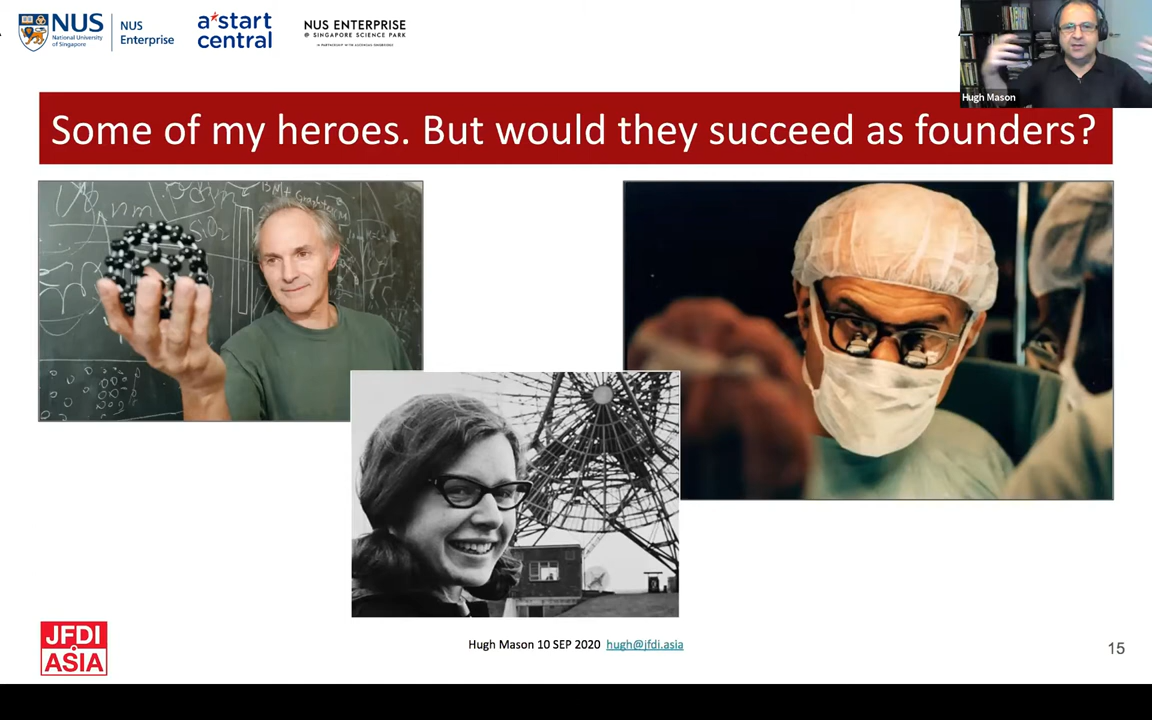 NUS
National University
of Singapore
NUS
Enterprise
a*start
central
NUS ENTERPRISE
@ SINGAPORE SCIENCE PARK
Hugh Mason
Some of my heroes. But would they succeed as founders?
JFDI
ASIA
Hugh Mason 10 SEP 2020 hugh@jfdi.asia
15